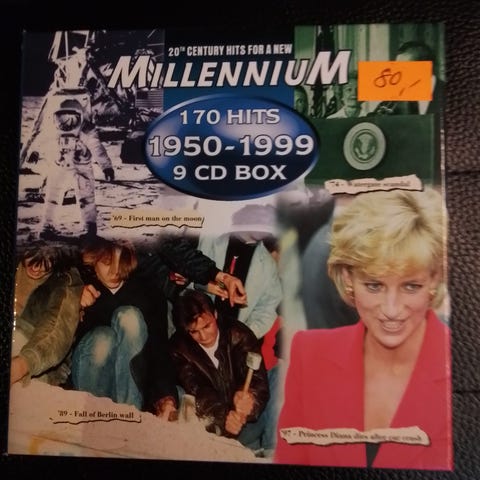 20TH CENTURY HITS FOR A NEW
MILLENNIUM
80,-
170 HITS
1950-1999
9 CD BOX
'74 - Watergate scandal
'69 - First man on the moon
'89 - Fall of Berlin wall
'97 - Princess Diana dies after car crash